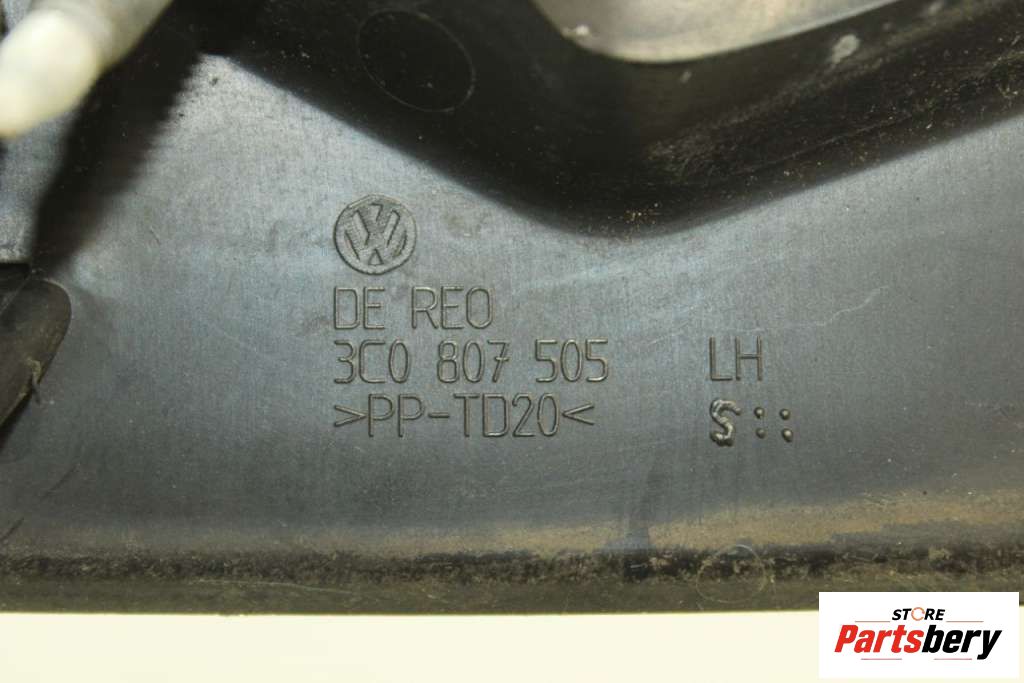 VW
DE REO
3C0 807 505 LH
>PP-TD20< S::
STORE
Partsbery